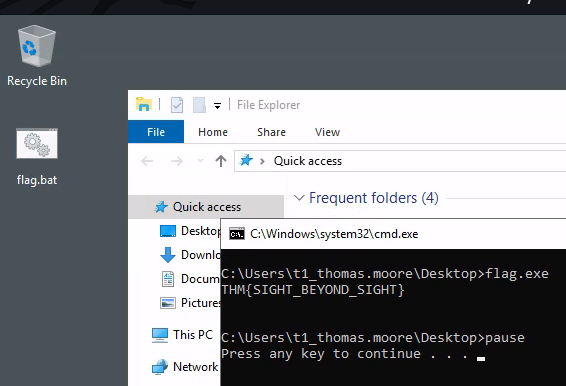 Recycle Bin
flag.bat
File Explorer
File
Home
Share
View
Quick access
Frequent folders (4)
Quick access
Desktop
Downlo
Docum
Pictures
This PC
Network
C:\Windows\system32\cmd.exe
C:\Users\t1_thomas.moore\Desktop>flag.exe
THM{SIGHT_BEYOND_SIGHT}
C:\Users\t1_thomas.moore\Desktop>pause
Press any key to continue . . .